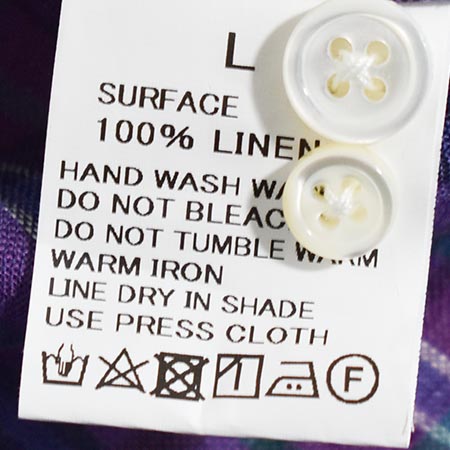 L
SURFACE
100% LINEN
HAND WASH
DO NOT
DO NOT TUMBLE WARM
WARM IRON
LINE DRY IN SHADE
USE PRESS CLOTH
F